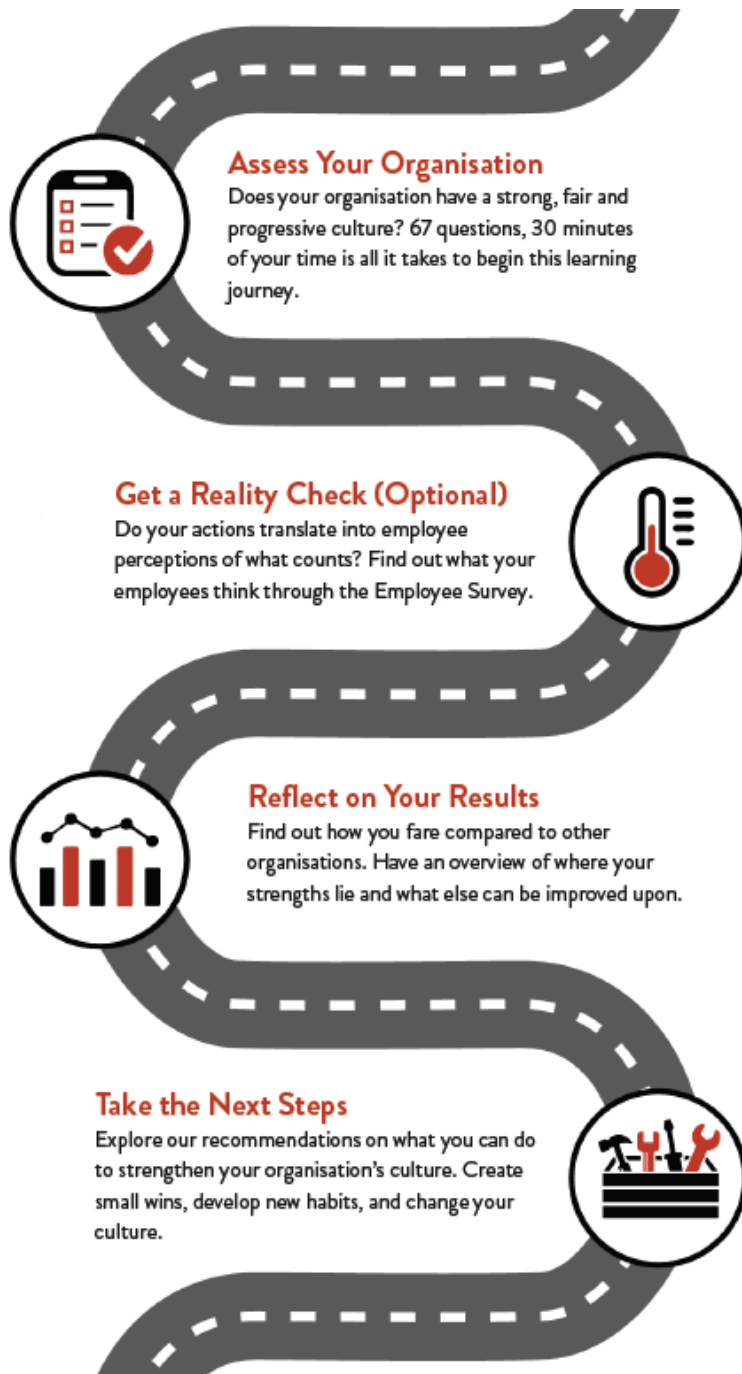 Assess Your Organisation
Does your organisation have a strong, fair and
progressive culture? 67 questions, 30 minutes
of your time is all it takes to begin this learning
journey.
Get a Reality Check (Optional)
Do your actions translate into employee
perceptions of what counts? Find out what your
employees think through the Employee Survey.
Reflect on Your Results
Find out how you fare compared to other
organisations. Have an overview of where your
strengths lie and what else can be improved upon.
Take the Next Steps
Explore our recommendations on what you can do
to strengthen your organisation's culture. Create
small wins, develop new habits, and change your
culture.